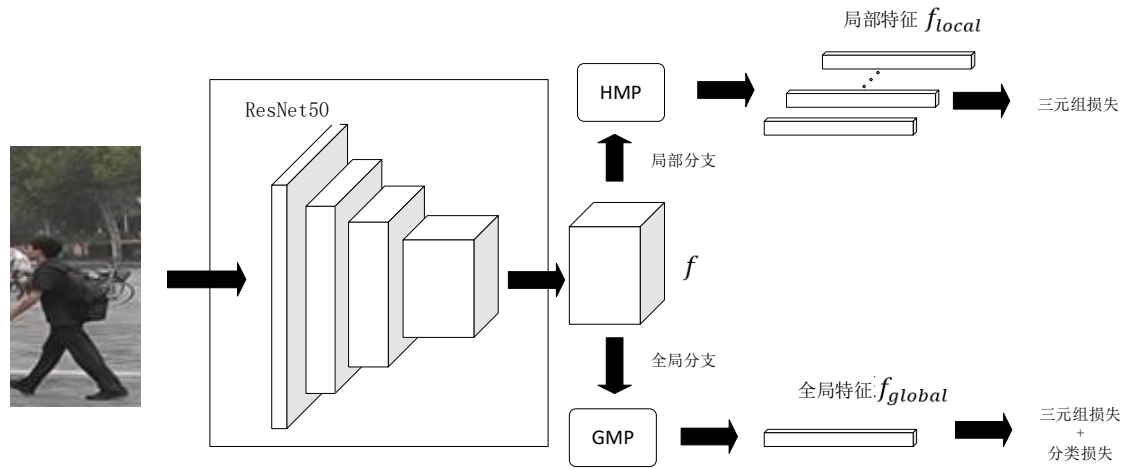 局部特征 f_local
HMP
ResNet50
三元组损失
局部分支
f
全局分支
全局特征 f_global
GMP
三元组损失
+
分类损失